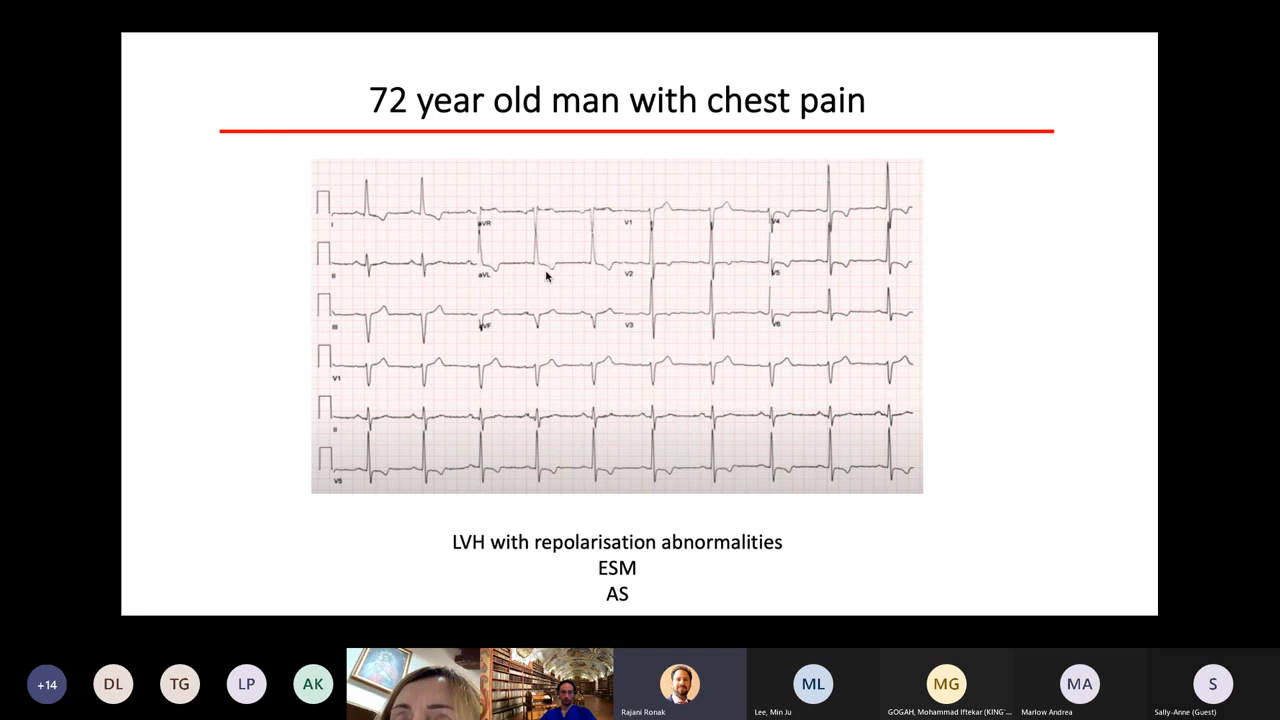 72 year old man with chest pain
I
aVR
V1
V4
II
aVL
V2
V5
III
aVF
V3
V6
V1
II
V5
LVH with repolarisation abnormalities
ESM
AS
+14
DL
TG
LP
AK
Rajani Ronak
ML
Lee, Min Ju
MG
GOGAH, Mohammad Iftekar (KING'...
MA
Marlow Andrea
S
Sally-Anne (Guest)